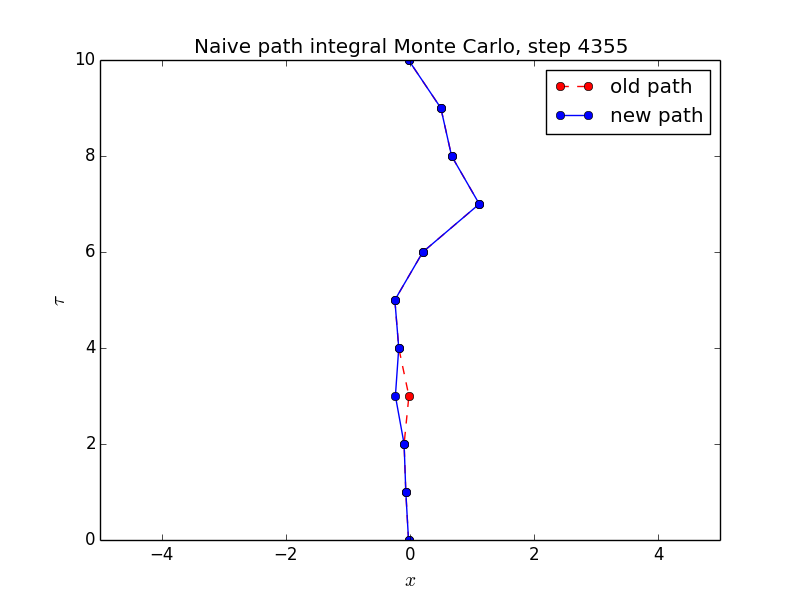 Naive path integral Monte Carlo, step 4355
old path
new path
10
8
6
4
2
0
τ
−4 −2 0 2 4
x